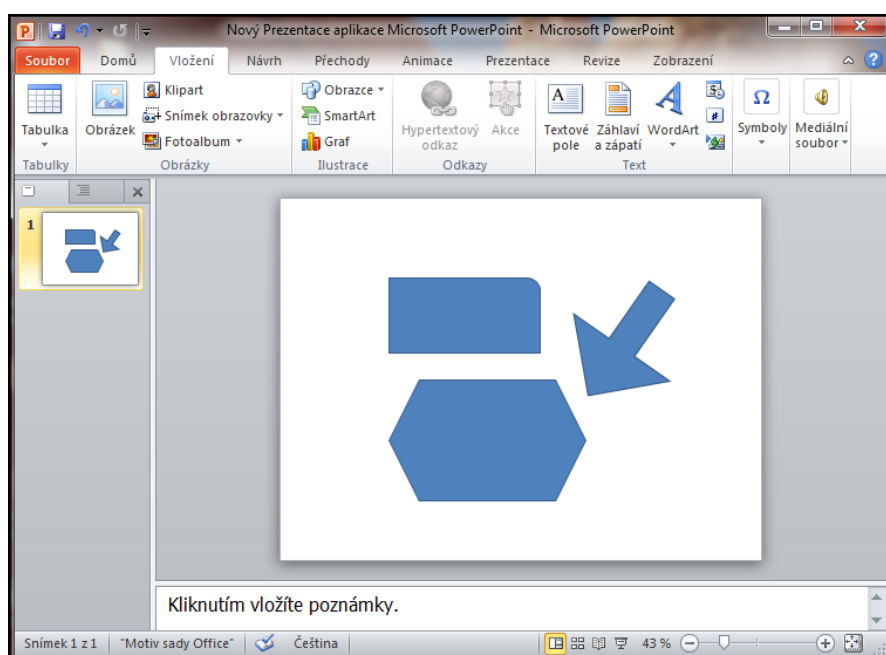 Nový Prezentace aplikace Microsoft PowerPoint - Microsoft PowerPoint
Soubor Domů Vložení Návrh Přechody Animace Prezentace Revize Zobrazení
Tabulka
Tabulky
Obrázek
Klipart
Snímek obrazovky
Fotoalbum
Obrázky
Obrazce
SmartArt
Graf
Ilustrace
Hypertextový
odkaz
Akce
Odkazy
Textové
pole
Záhlaví
a zápatí
WordArt
Text
Symboly
Mediální
soubor
1
Kliknutím vložíte poznámky.
Snímek 1 z 1 "Motiv sady Office" Čeština 43 %